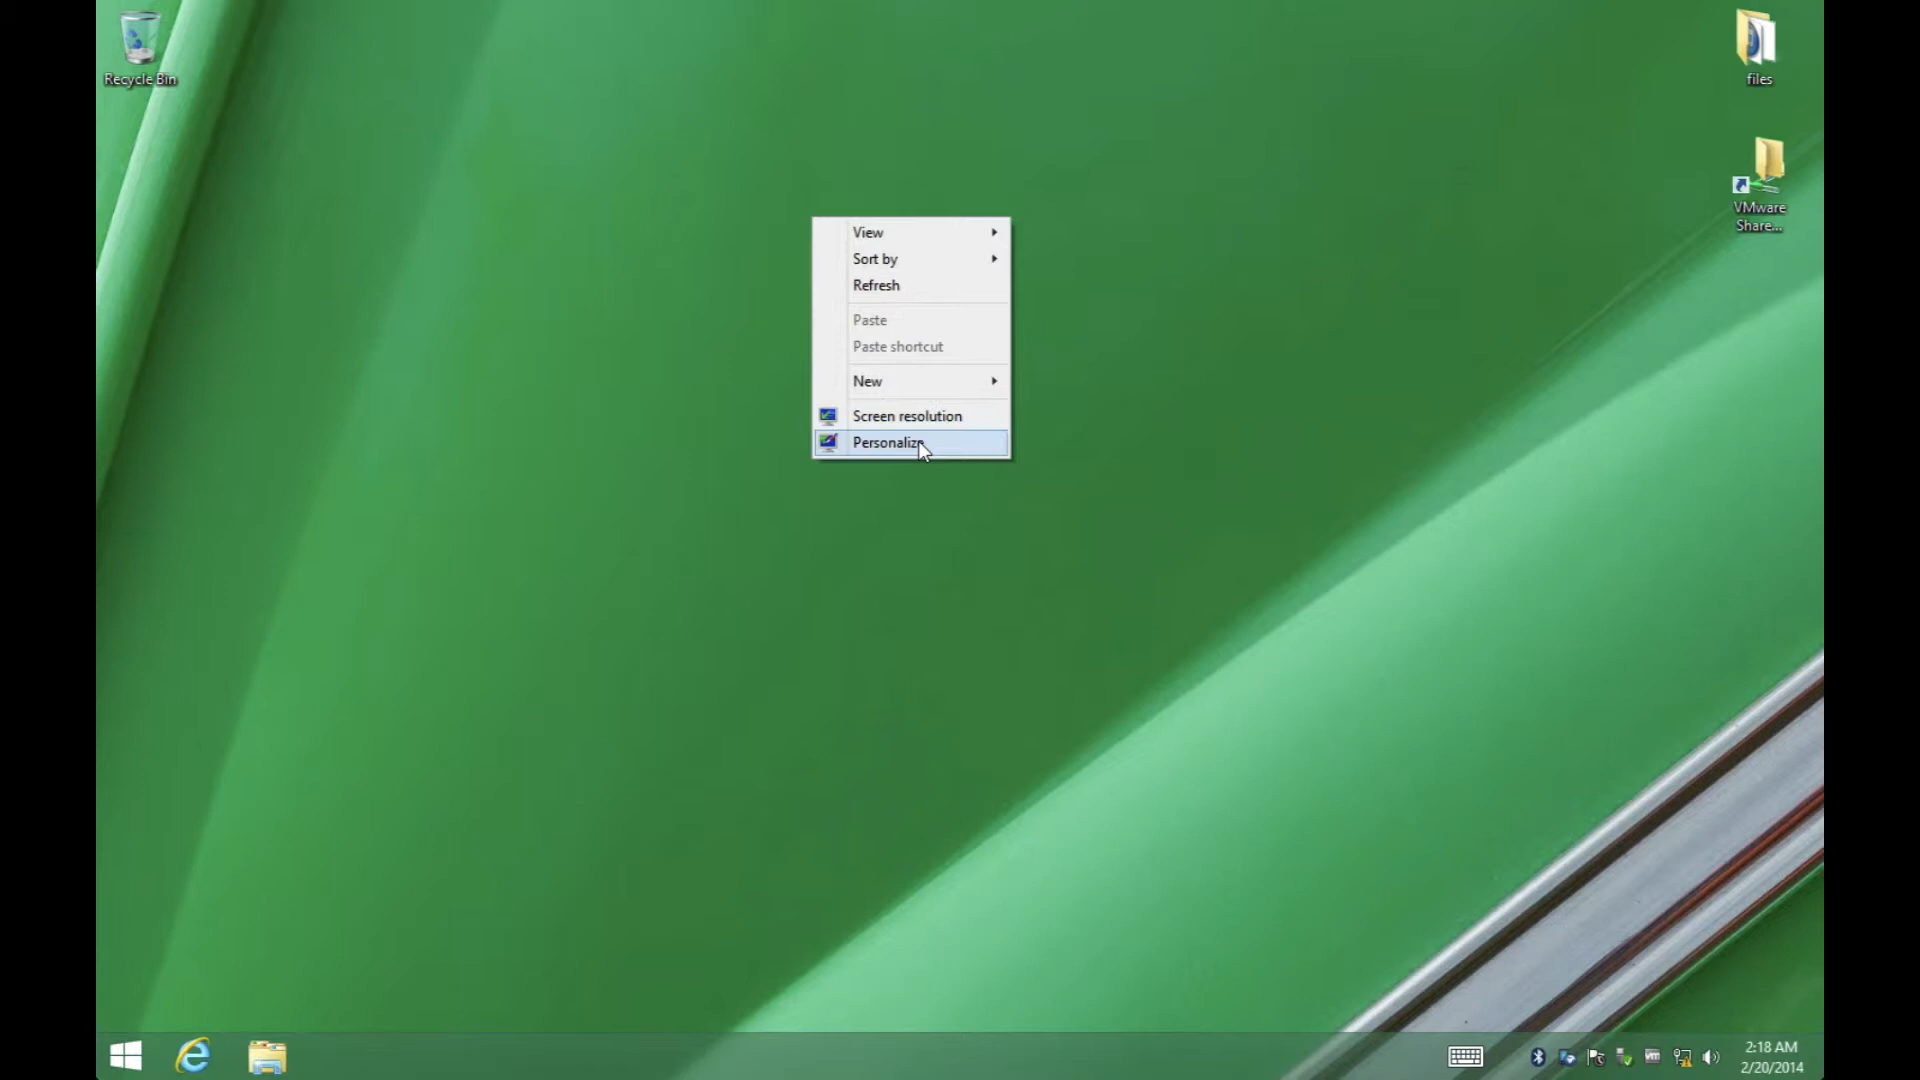 Recycle Bin
files
VMware
Share...
View
Sort by
Refresh
Paste
Paste shortcut
New
Screen resolution
Personalize
2:18 AM
2/20/2014